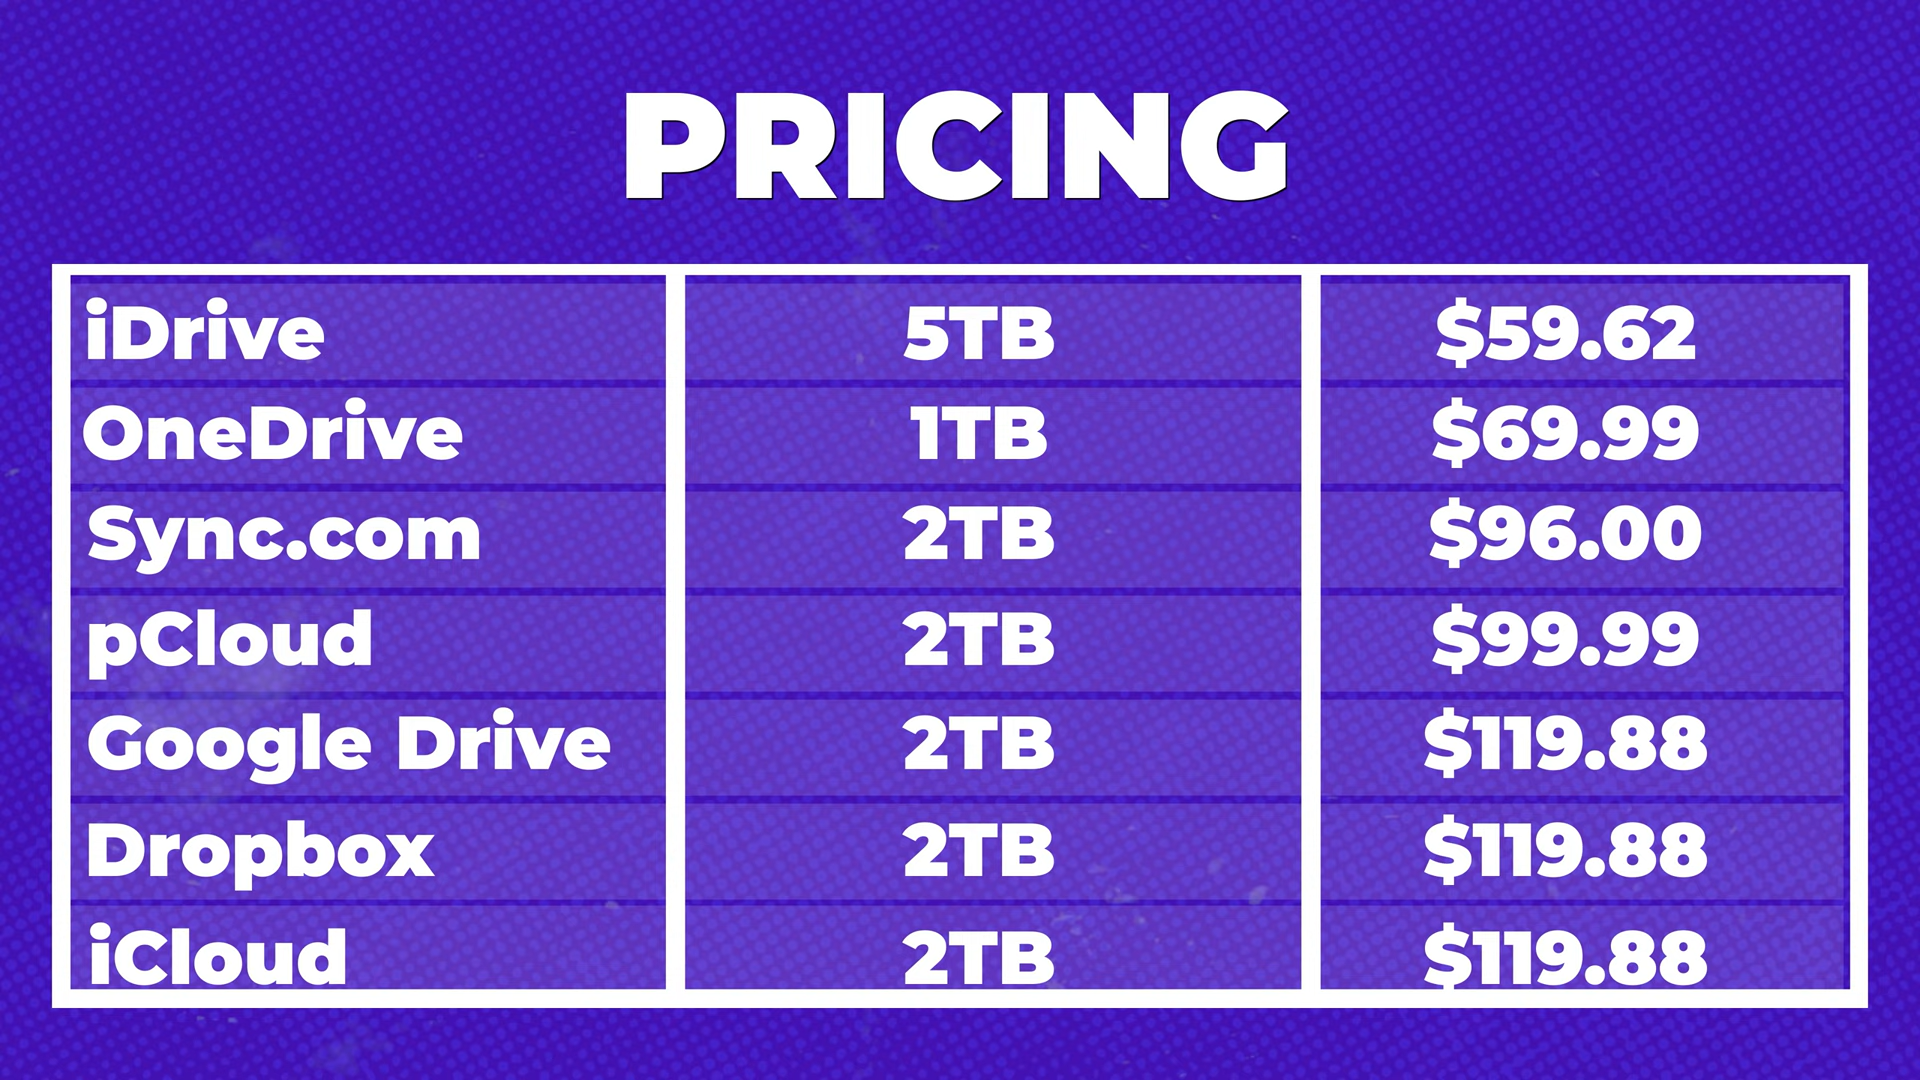 PRICING
iDrive 5TB $59.62
OneDrive 1TB $69.99
Sync.com 2TB $96.00
pCloud 2TB $99.99
Google Drive 2TB $119.88
Dropbox 2TB $119.88
iCloud 2TB $119.88